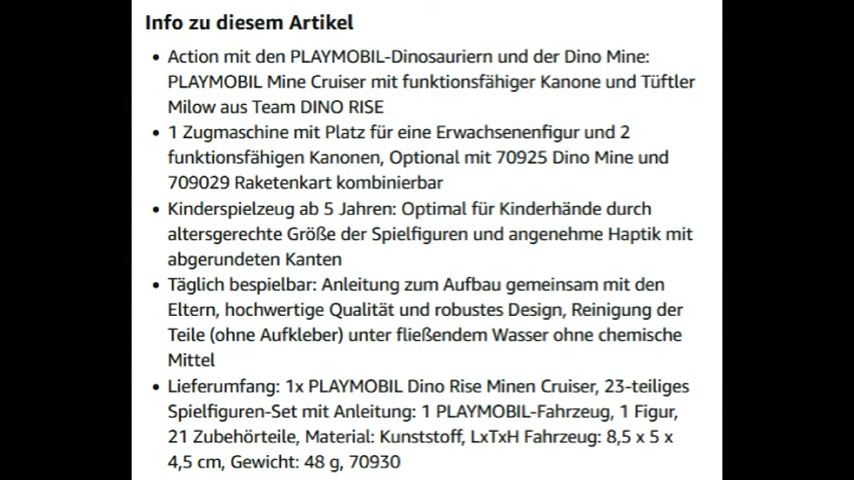 Info zu diesem Artikel
• Action mit den PLAYMOBIL-Dinosauriern und der Dino Mine:
PLAYMOBIL Mine Cruiser mit funktionsfähiger Kanone und Tüftler
Milow aus Team DINO RISE
• 1 Zugmaschine mit Platz für eine Erwachsenenfigur und 2
funktionsfähigen Kanonen, Optional mit 70925 Dino Mine und
709029 Raketenkart kombinierbar
• Kinderspielzeug ab 5 Jahren: Optimal für Kinderhände durch
altersgerechte Größe der Spielfiguren und angenehme Haptik mit
abgerundeten Kanten
• Täglich bespielbar: Anleitung zum Aufbau gemeinsam mit den
Eltern, hochwertige Qualität und robustes Design, Reinigung der
Teile (ohne Aufkleber) unter fließendem Wasser ohne chemische
Mittel
• Lieferumfang: 1x PLAYMOBIL Dino Rise Minen Cruiser, 23-teiliges
Spielfiguren-Set mit Anleitung: 1 PLAYMOBIL-Fahrzeug, 1 Figur,
21 Zubehörteile, Material: Kunststoff, LxTxH Fahrzeug: 8,5 x 5 x
4,5 cm, Gewicht: 48 g, 70930